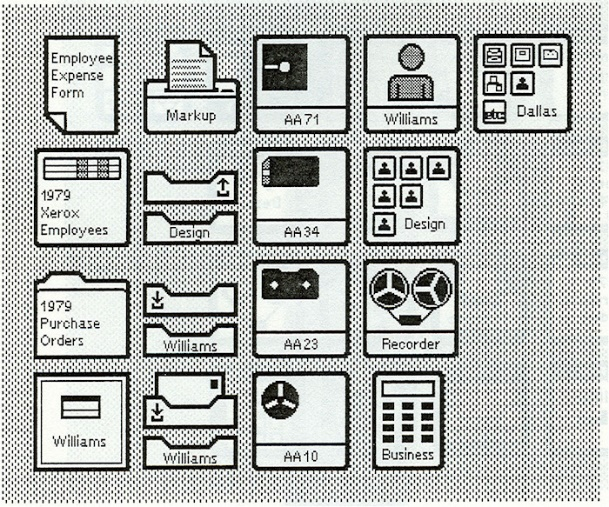 Employee
Expense
Form
Markup
AA71
Williams
etc
Dallas
1979
Xerox
Employees
Design
AA34
Design
1979
Purchase
Orders
Williams
AA23
Recorder
Williams
Williams
AA10
Business